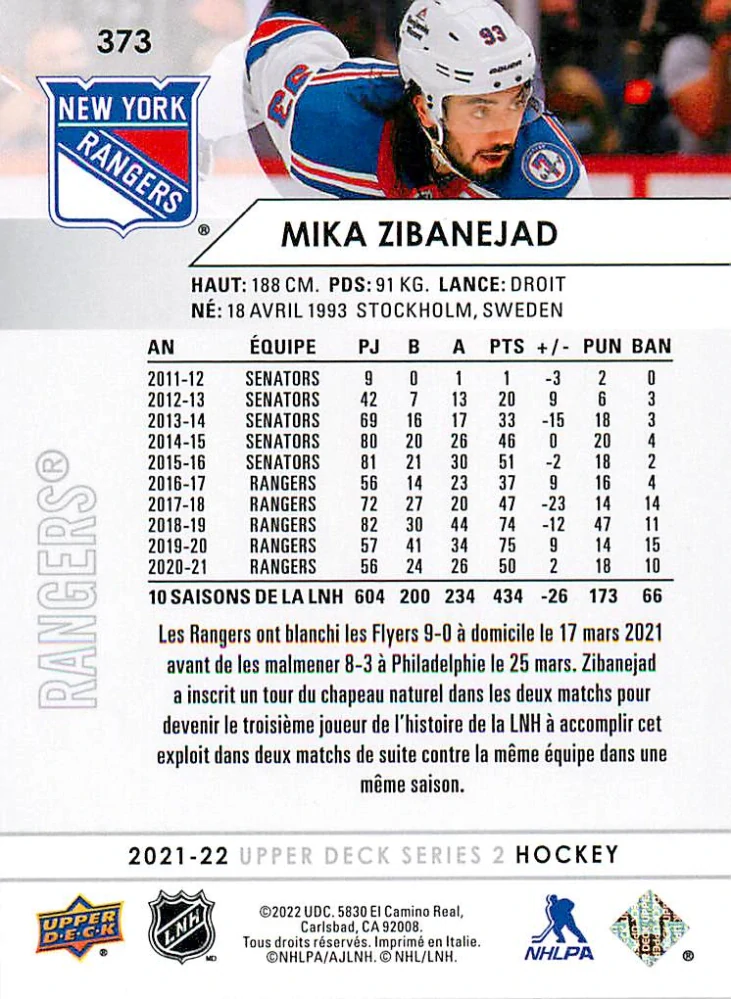 373
93
93
BAUER
NEW YORK
RANGERS
®
MIKA ZIBANEJAD
HAUT: 188 CM. PDS: 91 KG. LANCE: DROIT
NÉ: 18 AVRIL 1993 STOCKHOLM, SWEDEN
AN ÉQUIPE PJ B A PTS +/- PUN BAN
2011-12 SENATORS 9 0 1 1 -3 2 0
2012-13 SENATORS 42 7 13 20 9 6 3
2013-14 SENATORS 69 16 17 33 -15 18 3
2014-15 SENATORS 80 20 26 46 0 20 4
2015-16 SENATORS 81 21 30 51 -2 18 2
2016-17 RANGERS 56 14 23 37 9 16 4
2017-18 RANGERS 72 27 20 47 -23 14 14
2018-19 RANGERS 82 30 44 74 -12 47 11
2019-20 RANGERS 57 41 34 75 9 14 15
2020-21 RANGERS 56 24 26 50 2 18 10
10 SAISONS DE LA LNH 604 200 234 434 -26 173 66
RANGERS®
Les Rangers ont blanchi les Flyers 9-0 à domicile le 17 mars 2021
avant de les malmener 8-3 à Philadelphie le 25 mars. Zibanejad
a inscrit un tour du chapeau naturel dans les deux matchs pour
devenir le troisième joueur de l'histoire de la LNH à accomplir cet
exploit dans deux matchs de suite contre la même équipe dans une
même saison.
2021-22 UPPER DECK SERIES 2 HOCKEY
UPPER
D•E•C•K
®
LNH
MD
©2022 UDC. 5830 El Camino Real,
Carlsbad, CA 92008.
Tous droits réservés. Imprimé en Italie.
©NHLPA/AJLNH. © NHL/LNH.
NHLPA
®